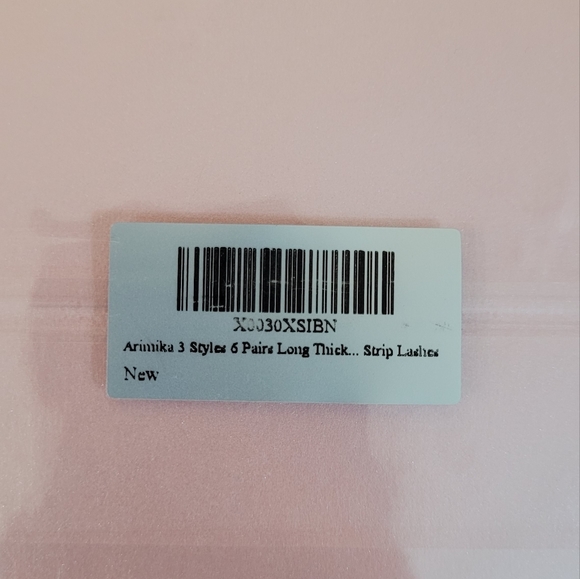 X0030XSIBN
Arimika 3 Styles 6 Pairs Long Thick... Strip Lashes
New